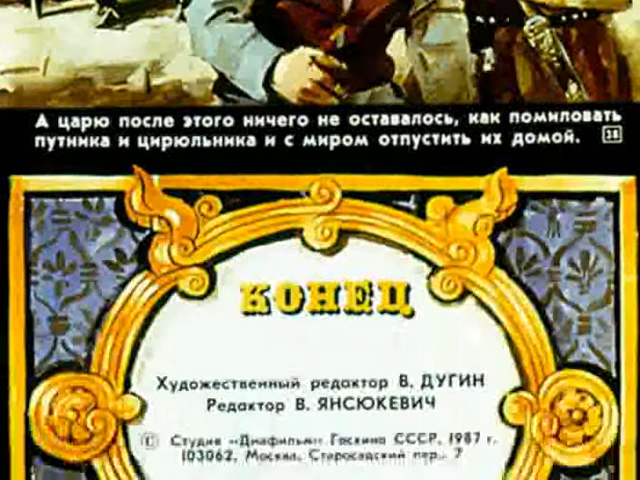 А царю после этого ничего не оставалось, как помиловать
путника и цирюльника и с миром отпустить их домой. 38
КОНЕЦ
Художественный редактор В. ДУГИН
Редактор В. ЯНСЮКЕВИЧ
© Студия «Диафильм» Госкино СССР, 1987 г.
103062, Москва, Старосадский пер., 7